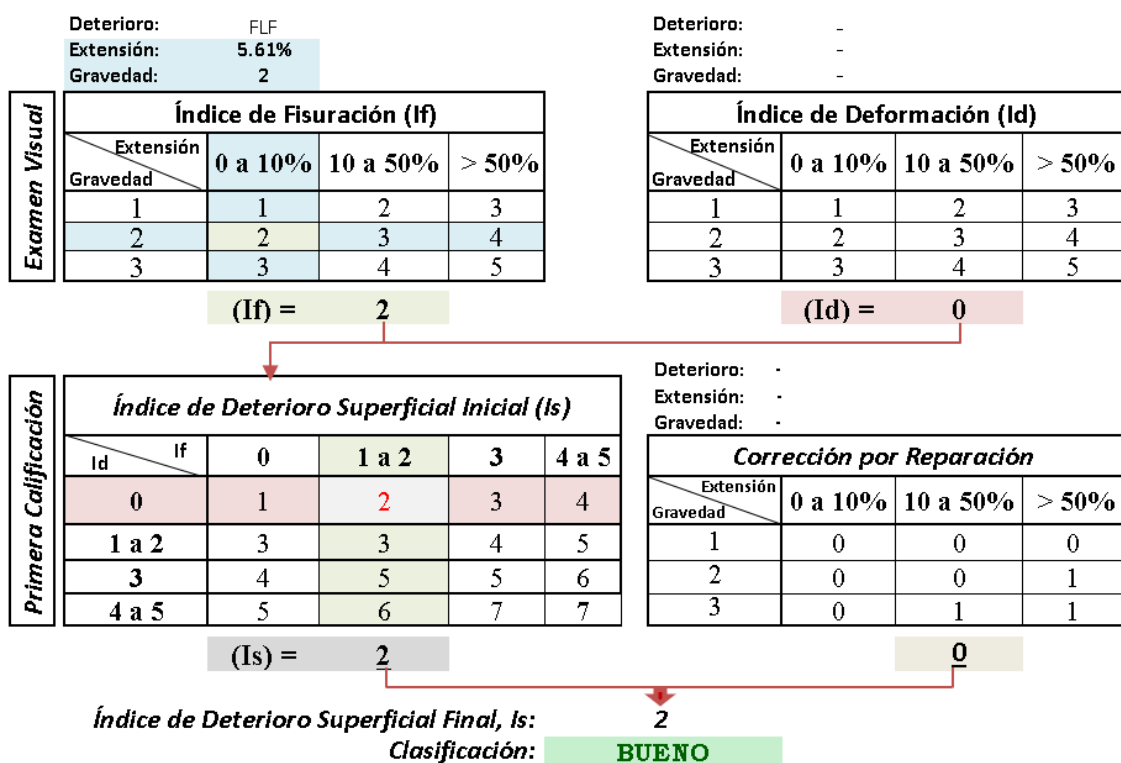 Deterioro: FLF
Extensión: 5.61%
Gravedad: 2
Deterioro: -
Extensión: -
Gravedad: -
Examen Visual
Índice de Fisuración (If)
Extensión Gravedad 0 a 10% 10 a 50% > 50%
1 1 2 3
2 2 3 4
3 3 4 5
(If) = 2
Índice de Deformación (Id)
Extensión Gravedad 0 a 10% 10 a 50% > 50%
1 1 2 3
2 2 3 4
3 3 4 5
(Id) = 0
Primera Calificación
Índice de Deterioro Superficial Inicial (Is)
If Id 0 1 a 2 3 4 a 5
0 1 2 3 4
1 a 2 3 3 4 5
3 4 5 5 6
4 a 5 5 6 7 7
(Is) = 2
Deterioro: -
Extensión: -
Gravedad: -
Corrección por Reparación
Extensión Gravedad 0 a 10% 10 a 50% > 50%
1 0 0 0
2 0 0 1
3 0 1 1
0
Índice de Deterioro Superficial Final, Is: 2
Clasificación: BUENO